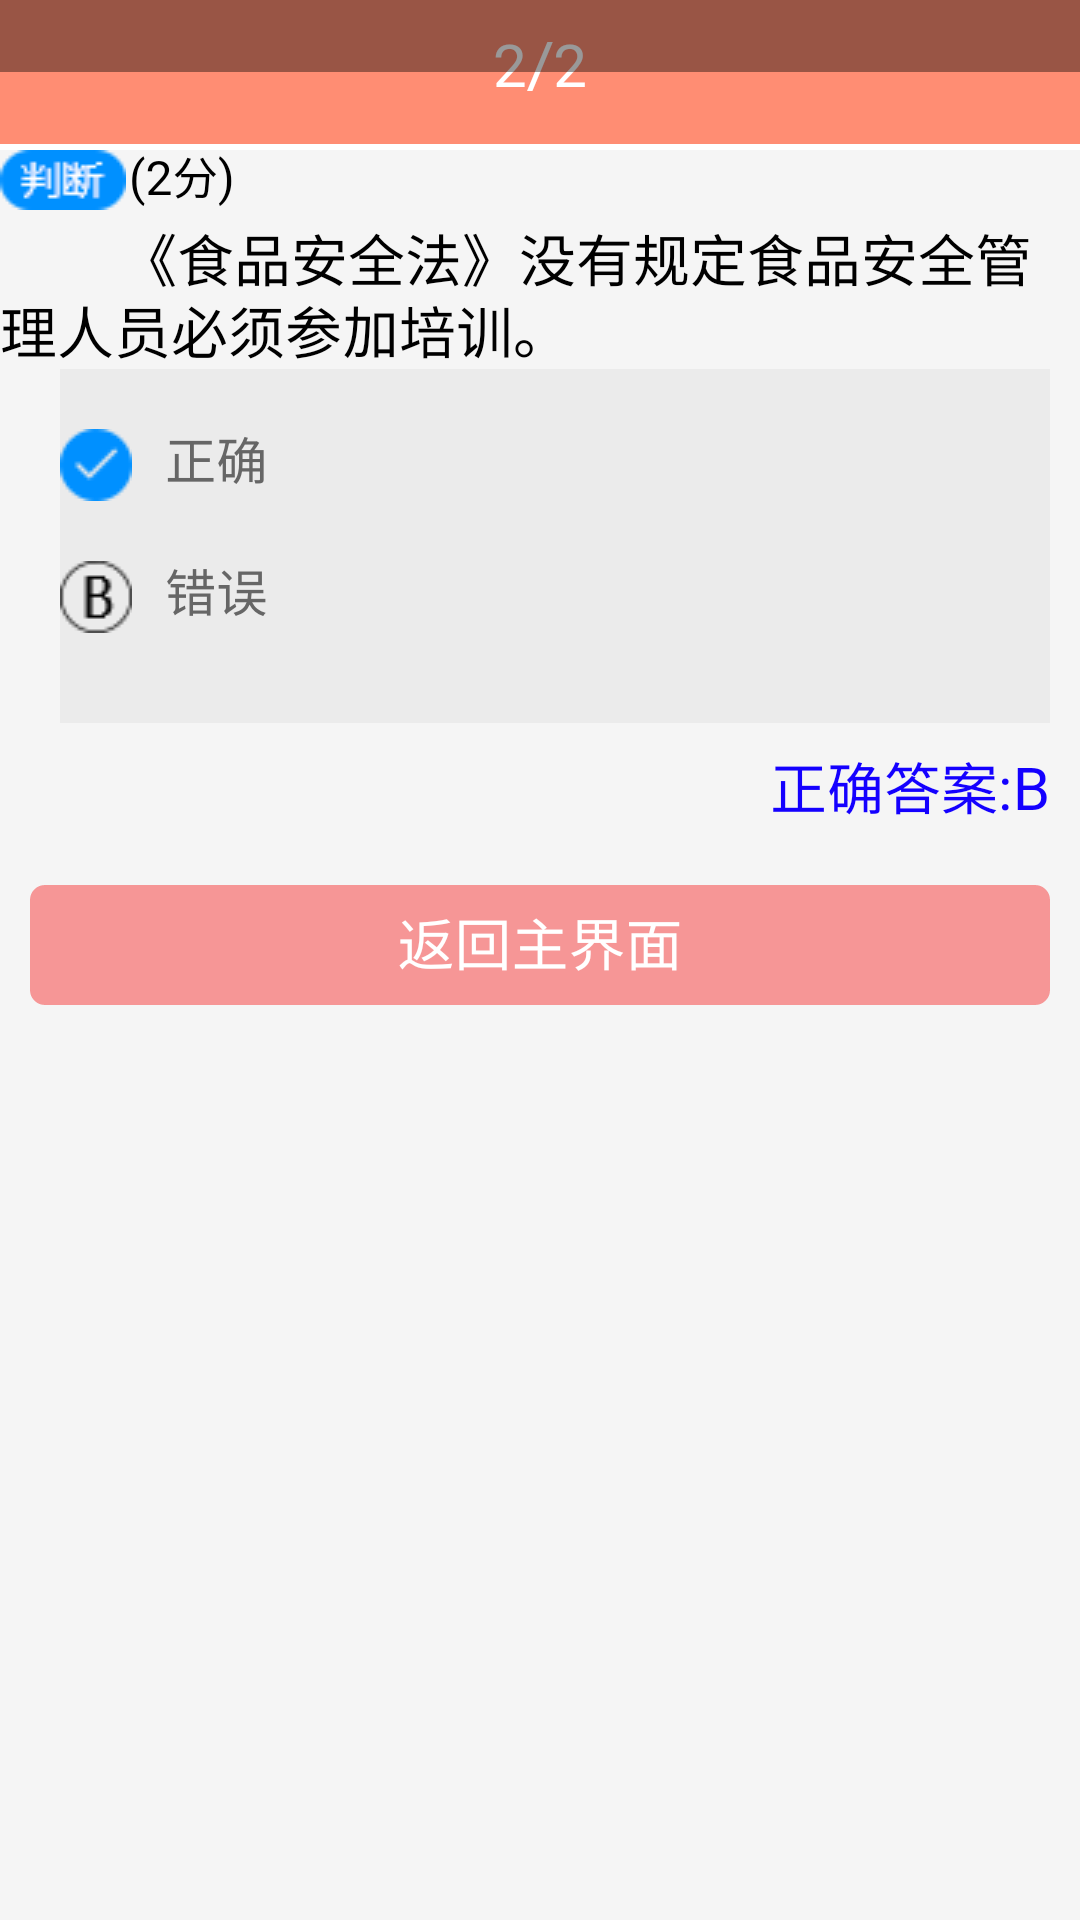 2/2
判断(2分)
《食品安全法》没有规定食品安全管
理人员必须参加培训。
正确
B 错误
正确答案:B
返回主界面